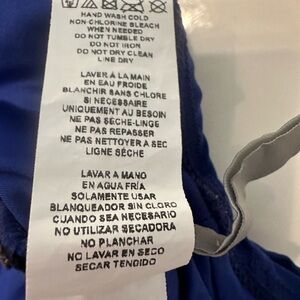 HAND WASH COLD
NON-CHLORINE BLEACH
WHEN NEEDED
DO NOT TUMBLE DRY
DO NOT IRON
DO NOT DRY CLEAN
LINE DRY
LAVER À LA MAIN
EN EAU FROIDE
BLANCHIR SANS CHLORE
SI NÉCESSAIRE
UNIQUEMENT AU BESOIN
NE PAS SÈCHE-LINGE
NE PAS REPASSER
NE PAS NETTOYER A SEC
LIGNE SÈCHE
LAVAR A MANO
EN AGUA FRÍA
SOLAMENTE USAR
BLANQUEADOR SIN CLORO
CUANDO SEA NECESARIO
NO UTILIZAR SECADORA
NO PLANCHAR
NO LAVAR EN SECO
SECAR TENDIDO